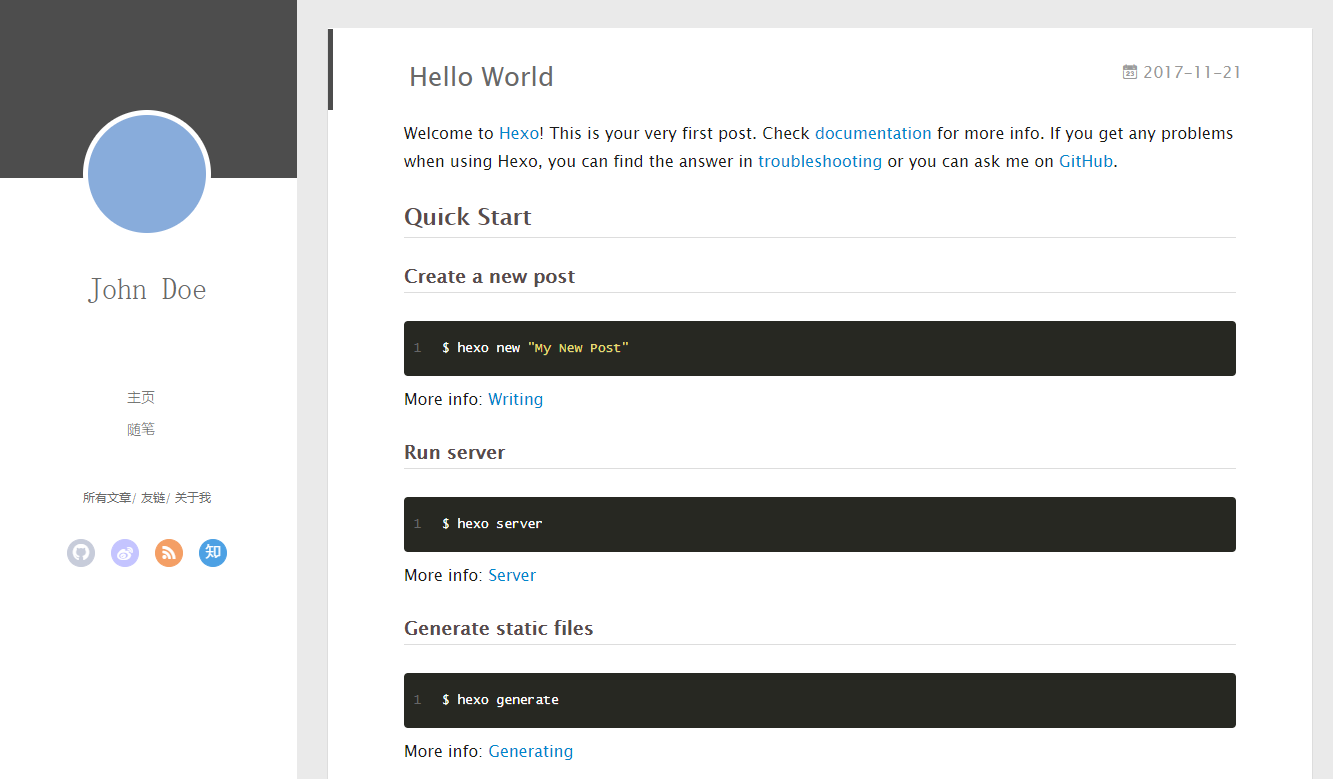 John Doe
主页
随笔
所有文章/ 友链/ 关于我
知
Hello World
23 2017-11-21
Welcome to Hexo! This is your very first post. Check documentation for more info. If you get any problems
when using Hexo, you can find the answer in troubleshooting or you can ask me on GitHub.
Quick Start
Create a new post
1 $ hexo new "My New Post"
More info: Writing
Run server
1 $ hexo server
More info: Server
Generate static files
1 $ hexo generate
More info: Generating